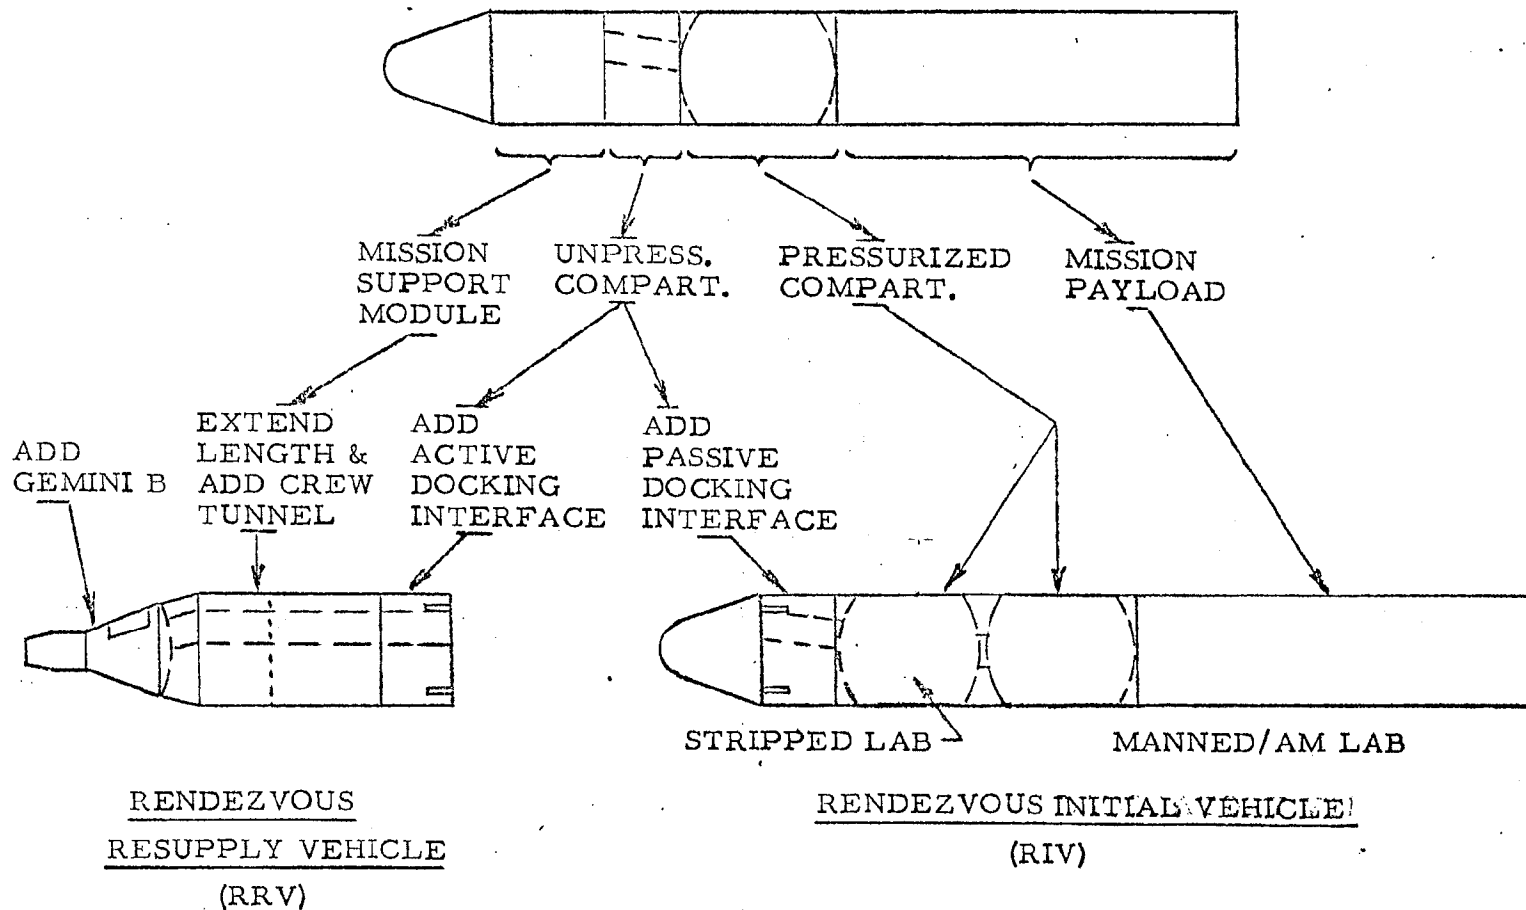 MISSION
SUPPORT
MODULE
UNPRESS.
COMPART.
PRESSURIZED
COMPART.
MISSION
PAYLOAD
ADD
GEMINI B
EXTEND
LENGTH &
ADD CREW
TUNNEL
ADD
ACTIVE
DOCKING
INTERFACE
ADD
PASSIVE
DOCKING
INTERFACE
STRIPPED LAB
MANNED/AM LAB
RENDEZVOUS
RESUPPLY VEHICLE
(RRV)
RENDEZVOUS INITIAL VEHICLE
(RIV)